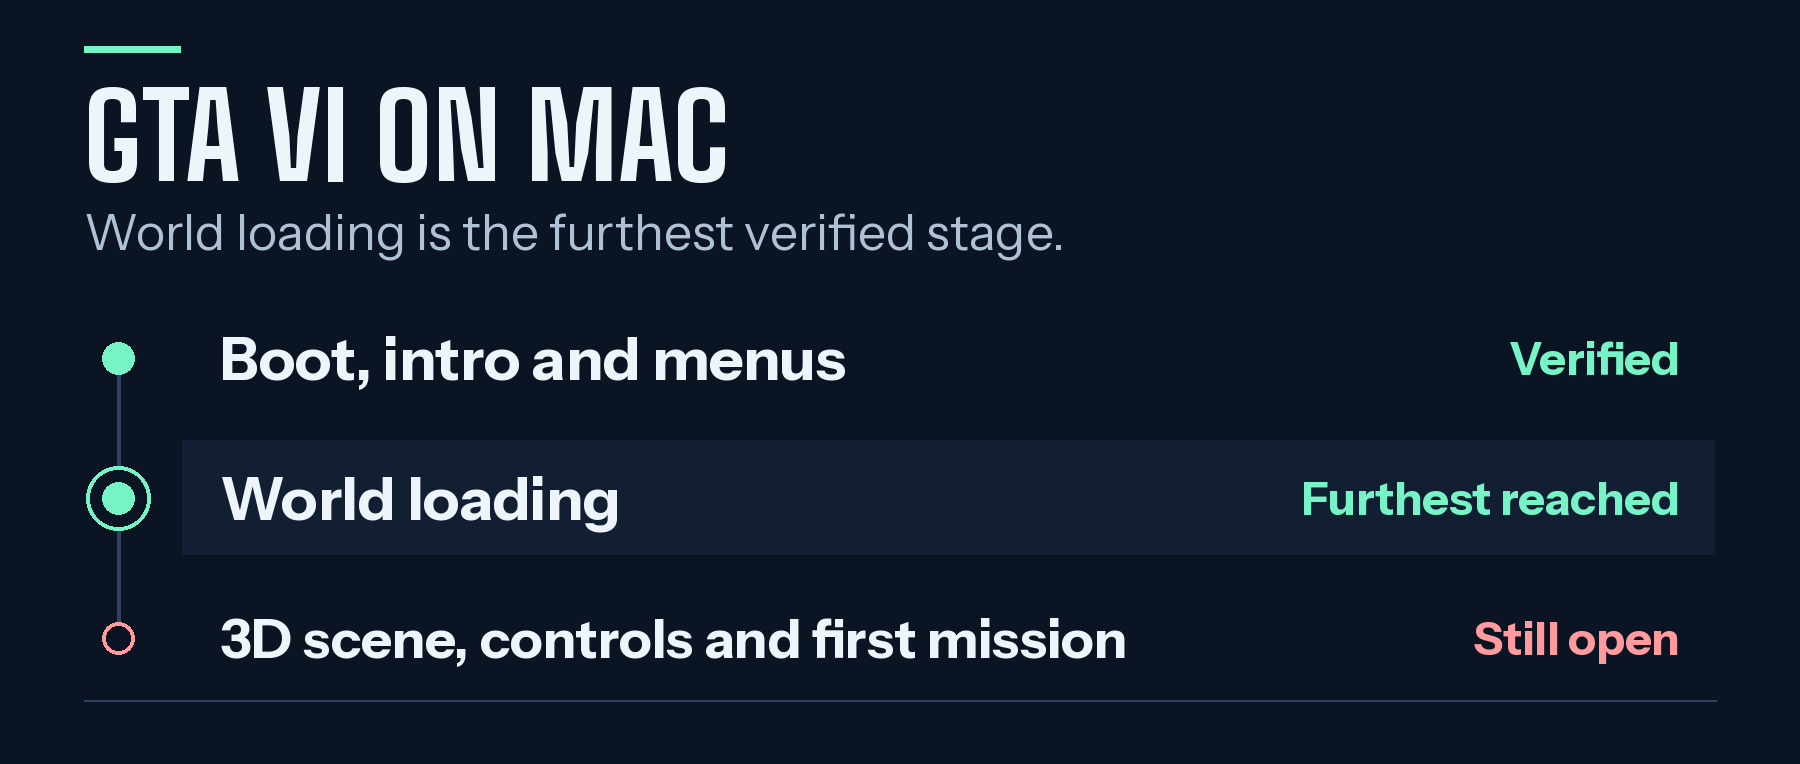 GTA VI ON MAC
World loading is the furthest verified stage.
Boot, intro and menus Verified
World loading Furthest reached
3D scene, controls and first mission Still open